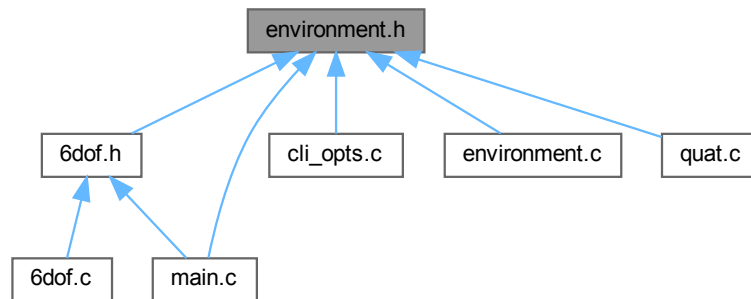 environment.h
6dof.h
cli_opts.c
environment.c
quat.c
6dof.c
main.c